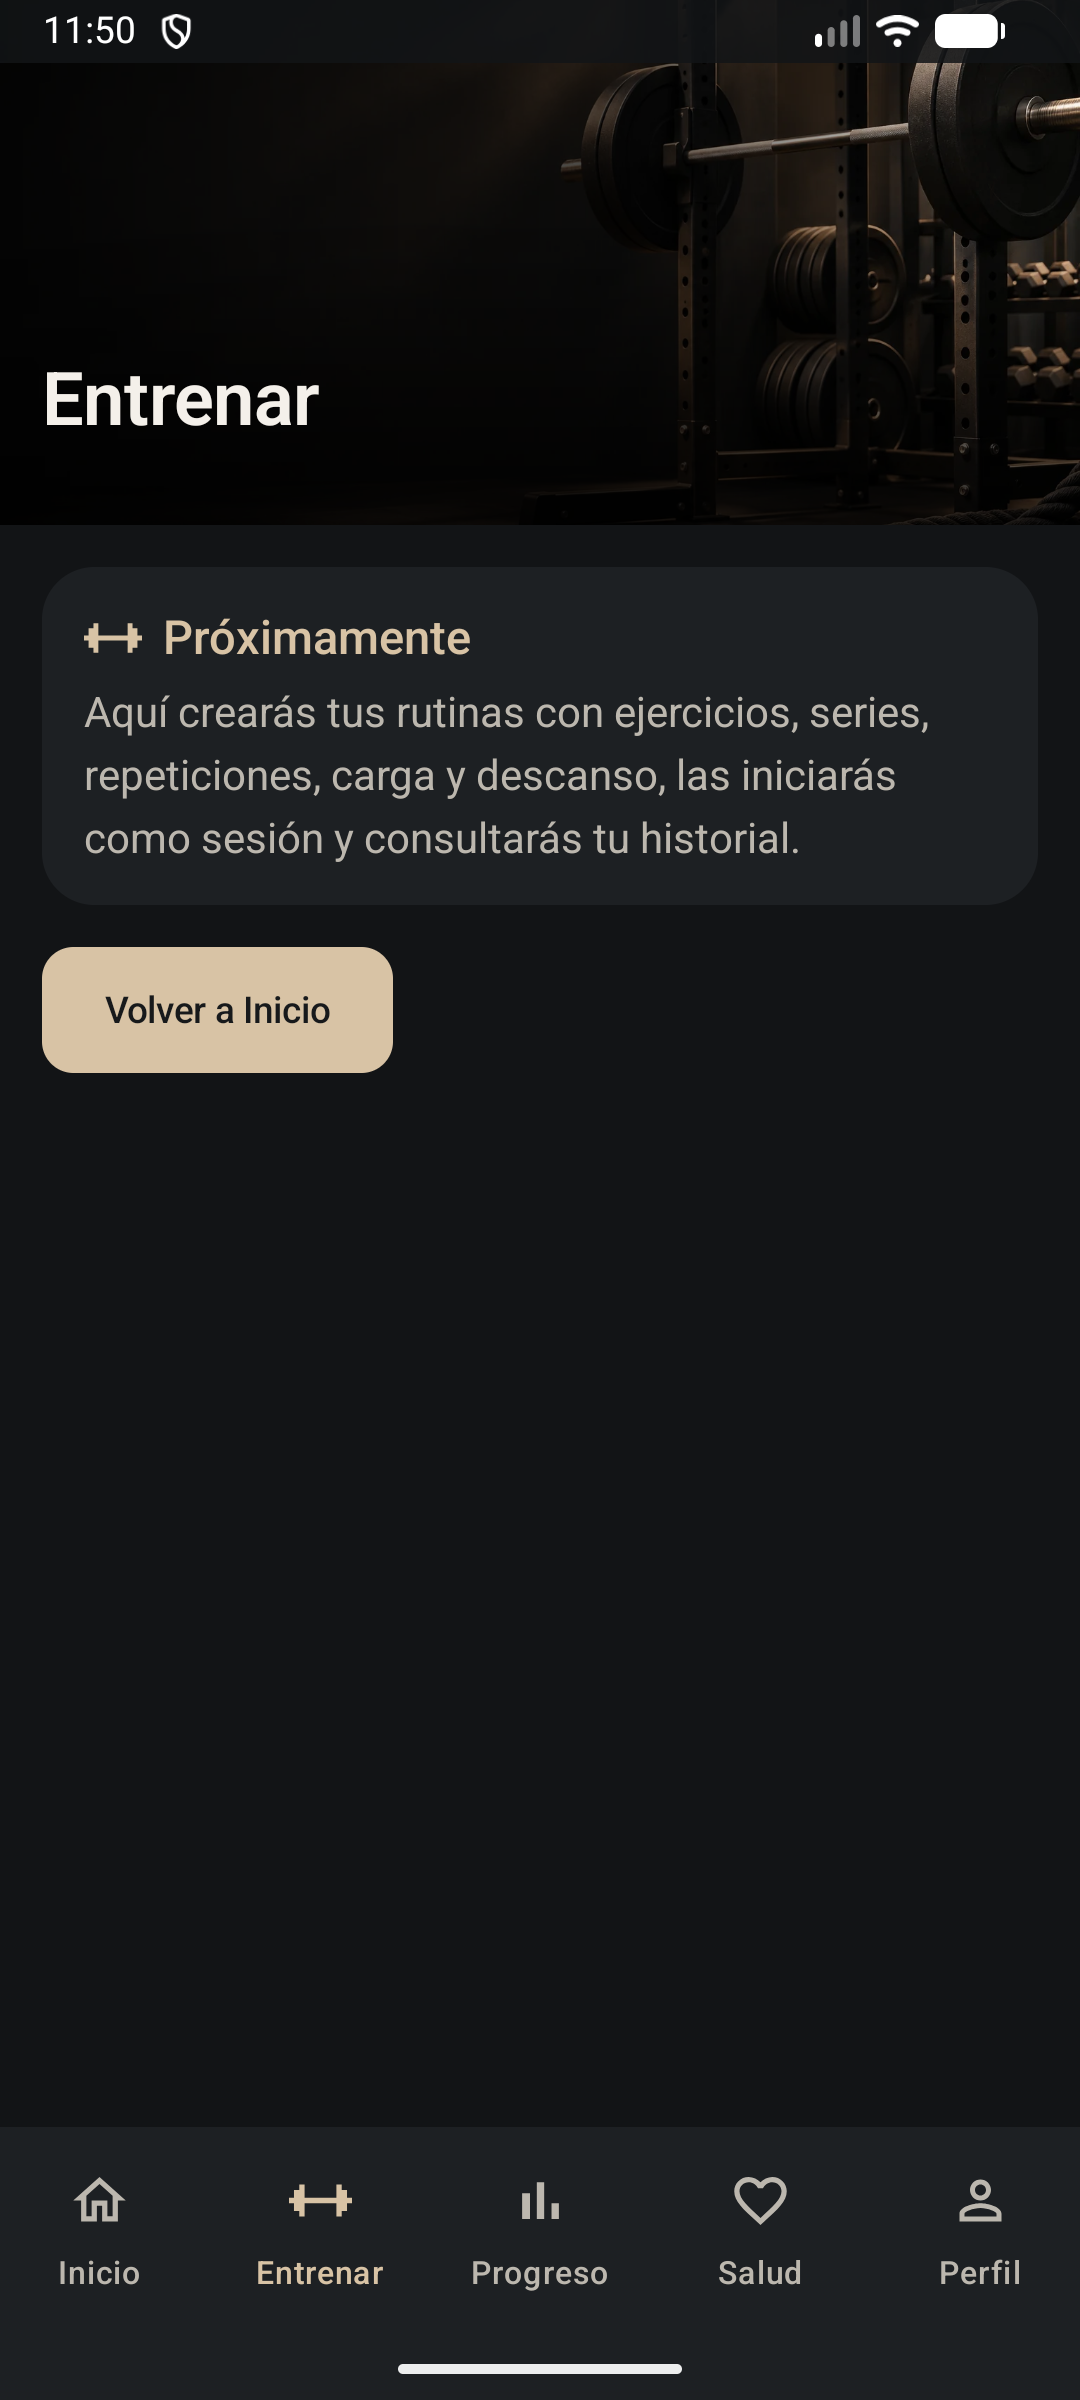 11:50
Entrenar
Próximamente
Aquí crearás tus rutinas con ejercicios, series,
repeticiones, carga y descanso, las iniciarás
como sesión y consultarás tu historial.
Volver a Inicio
Inicio
Entrenar
Progreso
Salud
Perfil